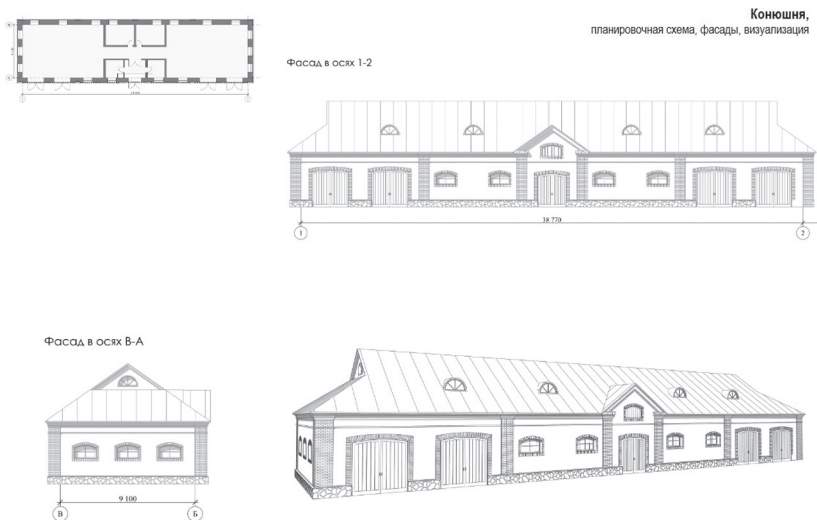 Конюшня,
планировочная схема, фасады, визуализация
Фасад в осях 1-2
38 770
1
2
Фасад в осях В-А
9 100
В
Б